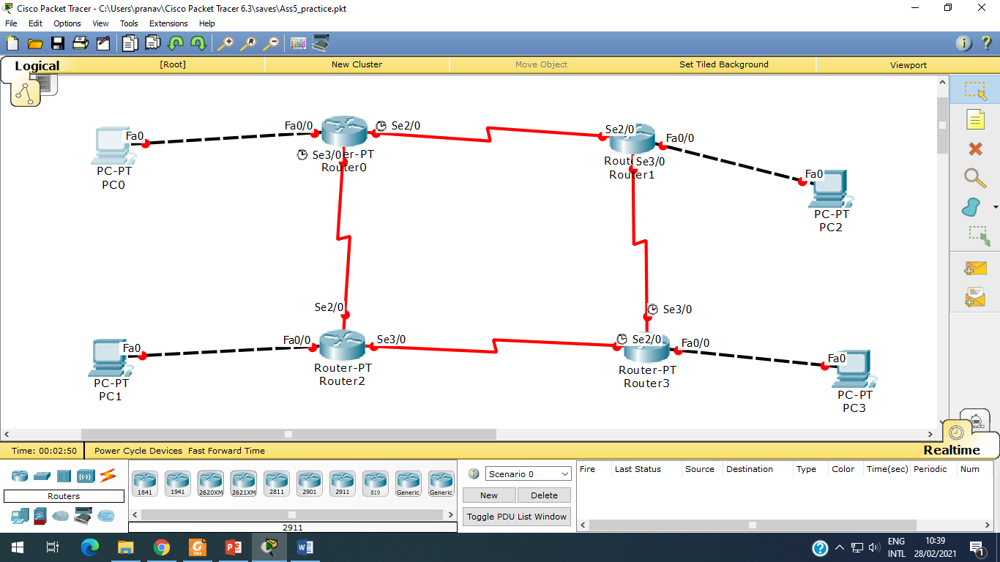 Cisco Packet Tracer - C:\Users\pranav\Cisco Packet Tracer 6.3\saves\Ass5_practice.pkt
File Edit Options View Tools Extensions Help
Logical [Root] New Cluster Move Object Set Tiled Background Viewport
Fa0 Fa0/0 Se2/0 Se2/0 Fa0/0
Se3/0 er-PT Rout Se3/0
PC-PT Router0 Router1 Fa0
PC0
PC-PT
PC2
Se2/0 Se3/0
Fa0 Fa0/0 Se3/0 Se2/0 Fa0/0
Fa0
Router-PT Router-PT
PC-PT Router2 Router3
PC1 PC-PT
PC3
Time: 00:02:50 Power Cycle Devices Fast Forward Time Realtime
Routers
1841 1941 2620XM 2621XM 2811 2901 2911 819 Generic Generic
2911
Scenario 0
New Delete
Toggle PDU List Window
Fire Last Status Source Destination Type Color Time(sec) Periodic Num
ENG 10:39
INTL 28/02/2021 1